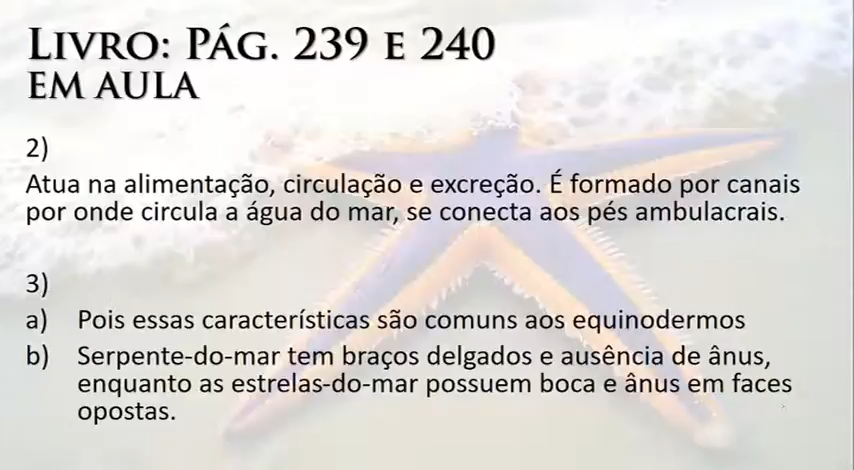 LIVRO: PÁG. 239 E 240
EM AULA
2)
Atua na alimentação, circulação e excreção. É formado por canais
por onde circula a água do mar, se conecta aos pés ambulacrais.
3)
a) Pois essas características são comuns aos equinodermos
b) Serpente-do-mar tem braços delgados e ausência de ânus,
enquanto as estrelas-do-mar possuem boca e ânus em faces
opostas.